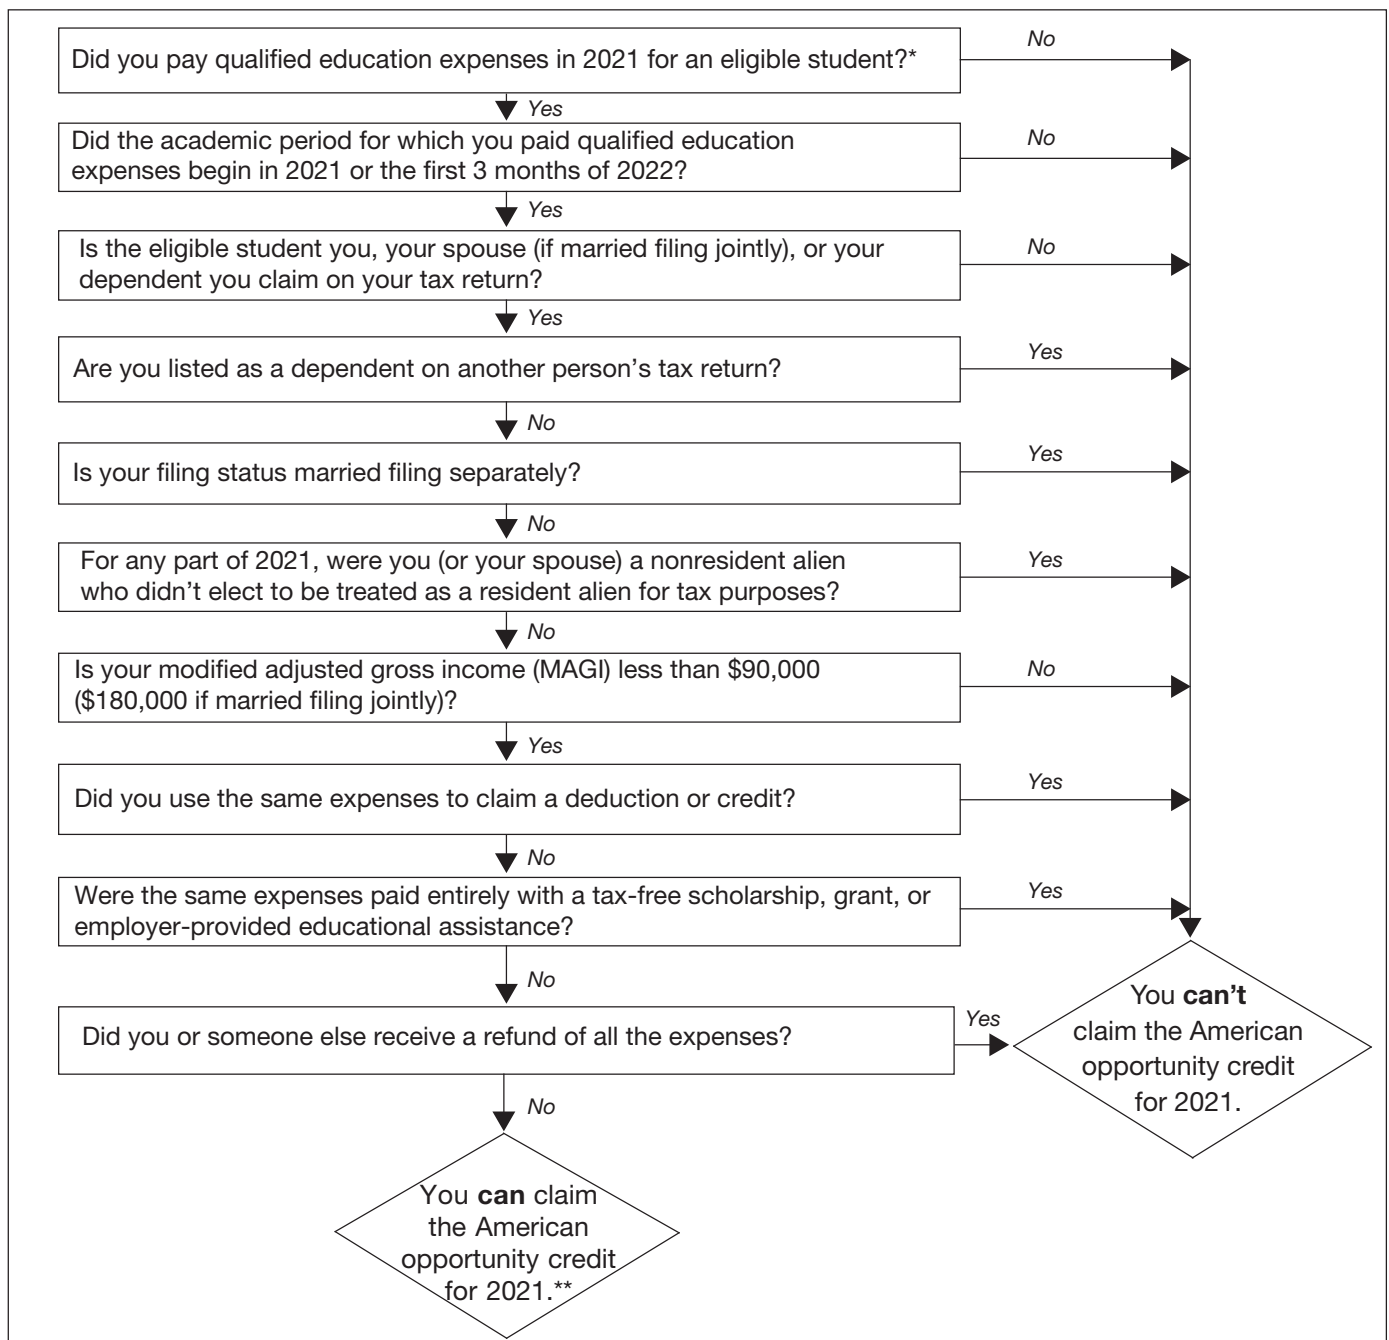 Did you pay qualified education expenses in 2021 for an eligible student?*
No
Yes
Did the academic period for which you paid qualified education
expenses begin in 2021 or the first 3 months of 2022?
No
Yes
Is the eligible student you, your spouse (if married filing jointly), or your
dependent you claim on your tax return?
No
Yes
Are you listed as a dependent on another person's tax return?
Yes
No
Is your filing status married filing separately?
Yes
No
For any part of 2021, were you (or your spouse) a nonresident alien
who didn't elect to be treated as a resident alien for tax purposes?
Yes
No
Is your modified adjusted gross income (MAGI) less than $90,000
($180,000 if married filing jointly)?
No
Yes
Did you use the same expenses to claim a deduction or credit?
Yes
No
Were the same expenses paid entirely with a tax-free scholarship, grant, or
employer-provided educational assistance?
Yes
No
Did you or someone else receive a refund of all the expenses?
Yes
You can't
claim the American
opportunity credit
for 2021.
No
You can claim
the American
opportunity credit
for 2021.**